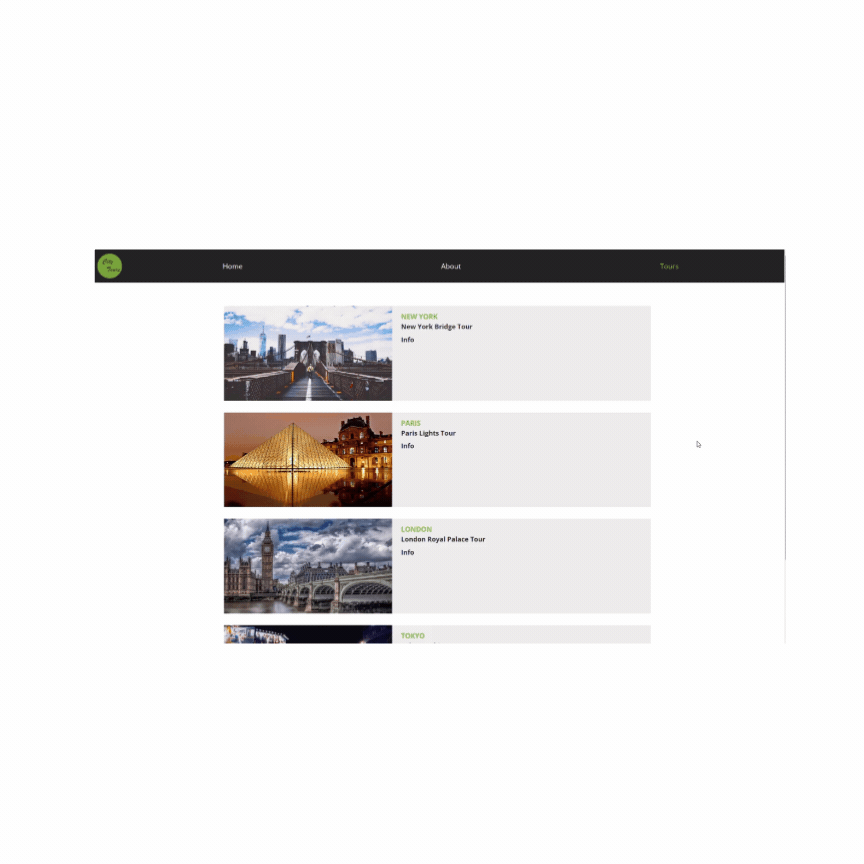 City
Tours
Home
About
Tours
NEW YORK
New York Bridge Tour
Info
PARIS
Paris Lights Tour
Info
LONDON
London Royal Palace Tour
Info
TOKYO